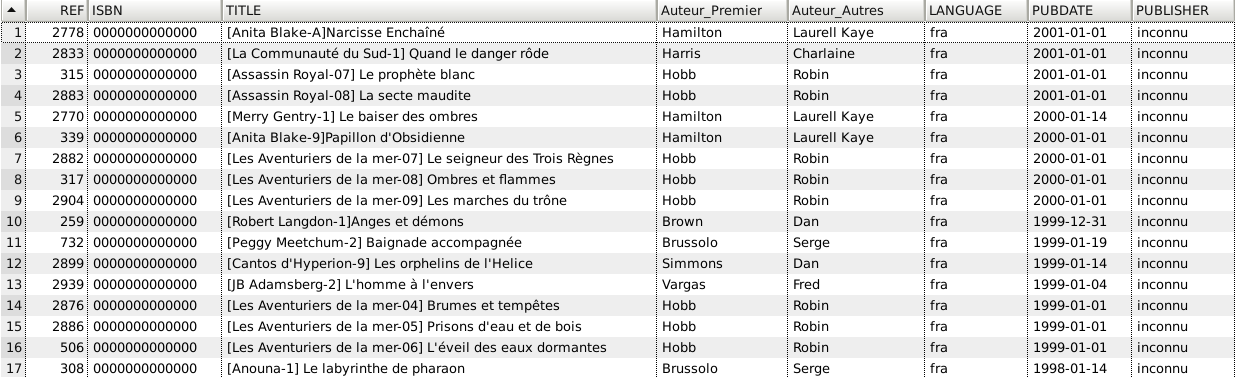 REF ISBN TITLE Auteur_Premier Auteur_Autres LANGUAGE PUBDATE PUBLISHER
1 2778 0000000000000 [Anita Blake-A]Narcisse Enchaîné Hamilton Laurell Kaye fra 2001-01-01 inconnu
2 2833 0000000000000 [La Communauté du Sud-1] Quand le danger rôde Harris Charlaine fra 2001-01-01 inconnu
3 315 0000000000000 [Assassin Royal-07] Le prophète blanc Hobb Robin fra 2001-01-01 inconnu
4 2883 0000000000000 [Assassin Royal-08] La secte maudite Hobb Robin fra 2001-01-01 inconnu
5 2770 0000000000000 [Merry Gentry-1] Le baiser des ombres Hamilton Laurell Kaye fra 2000-01-14 inconnu
6 339 0000000000000 [Anita Blake-9]Papillon d'Obsidienne Hamilton Laurell Kaye fra 2000-01-01 inconnu
7 2882 0000000000000 [Les Aventuriers de la mer-07] Le seigneur des Trois Règnes Hobb Robin fra 2000-01-01 inconnu
8 317 0000000000000 [Les Aventuriers de la mer-08] Ombres et flammes Hobb Robin fra 2000-01-01 inconnu
9 2904 0000000000000 [Les Aventuriers de la mer-09] Les marches du trône Hobb Robin fra 2000-01-01 inconnu
10 259 0000000000000 [Robert Langdon-1]Anges et démons Brown Dan fra 1999-12-31 inconnu
11 732 0000000000000 [Peggy Meetchum-2] Baignade accompagnée Brussolo Serge fra 1999-01-19 inconnu
12 2899 0000000000000 [Cantos d'Hyperion-9] Les orphelins de l'Helice Simmons Dan fra 1999-01-14 inconnu
13 2939 0000000000000 [JB Adamsberg-2] L'homme à l'envers Vargas Fred fra 1999-01-04 inconnu
14 2876 0000000000000 [Les Aventuriers de la mer-04] Brumes et tempêtes Hobb Robin fra 1999-01-01 inconnu
15 2886 0000000000000 [Les Aventuriers de la mer-05] Prisons d'eau et de bois Hobb Robin fra 1999-01-01 inconnu
16 506 0000000000000 [Les Aventuriers de la mer-06] L'éveil des eaux dormantes Hobb Robin fra 1999-01-01 inconnu
17 308 0000000000000 [Anouna-1] Le labyrinthe de pharaon Brussolo Serge fra 1998-01-14 inconnu